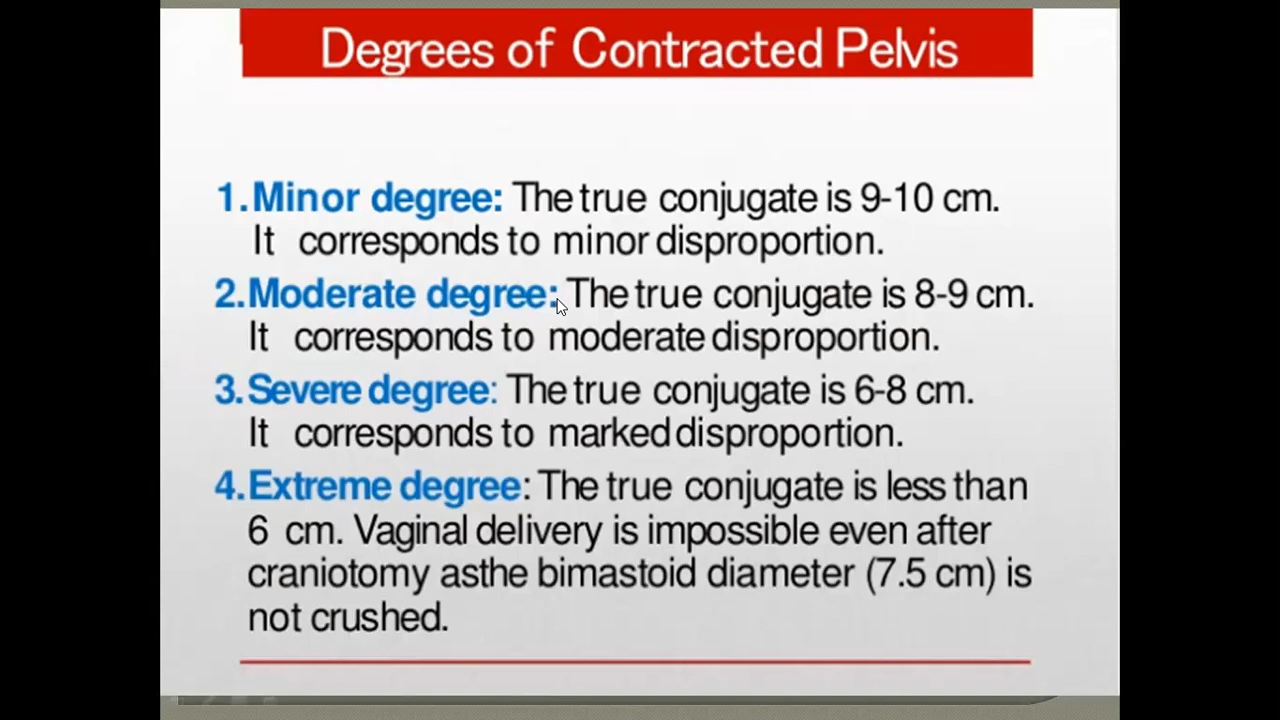 Degrees of Contracted Pelvis
1.Minor degree: The true conjugate is 9-10 cm.
It corresponds to minor disproportion.
2.Moderate degree: The true conjugate is 8-9 cm.
It corresponds to moderate disproportion.
3.Severe degree: The true conjugate is 6-8 cm.
It corresponds to marked disproportion.
4.Extreme degree: The true conjugate is less than
6 cm. Vaginal delivery is impossible even after
craniotomy asthe bimastoid diameter (7.5 cm) is
not crushed.